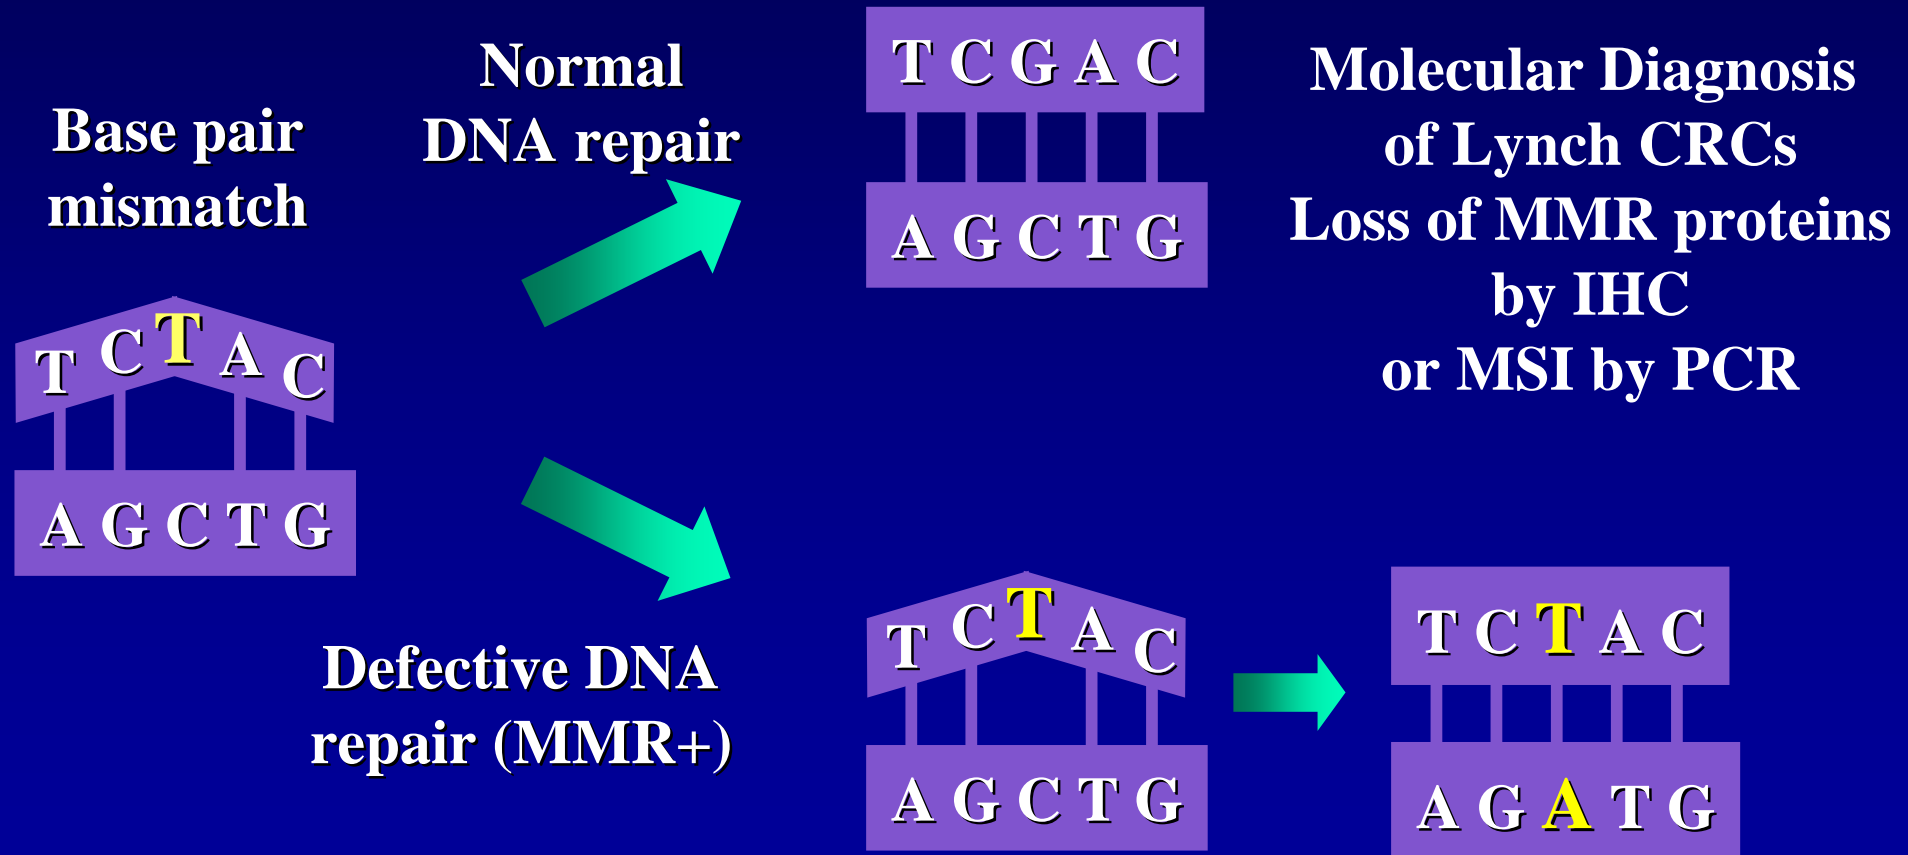 Base pair
mismatch
T C T A C
A G C T G
Normal
DNA repair
T C G A C
A G C T G
Molecular Diagnosis
of Lynch CRCs
Loss of MMR proteins
by IHC
or MSI by PCR
Defective DNA
repair (MMR+)
T C T A C
A G C T G
T C T A C
A G A T G